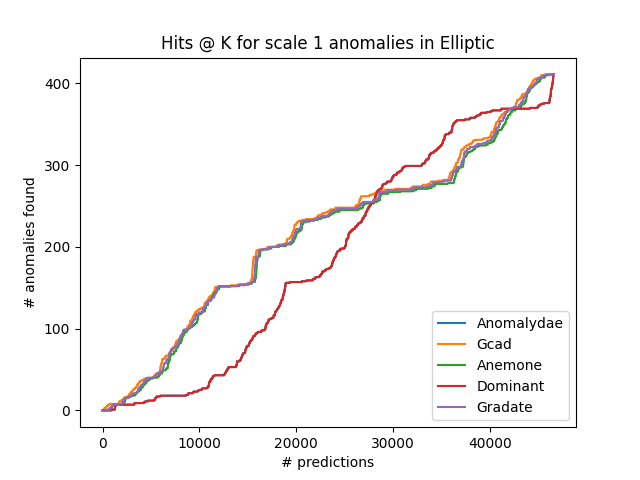 Hits @ K for scale 1 anomalies in Elliptic
# anomalies found
400
300
200
100
0
0 10000 20000 30000 40000
# predictions
Anomalydae
Gcad
Anemone
Dominant
Gradate